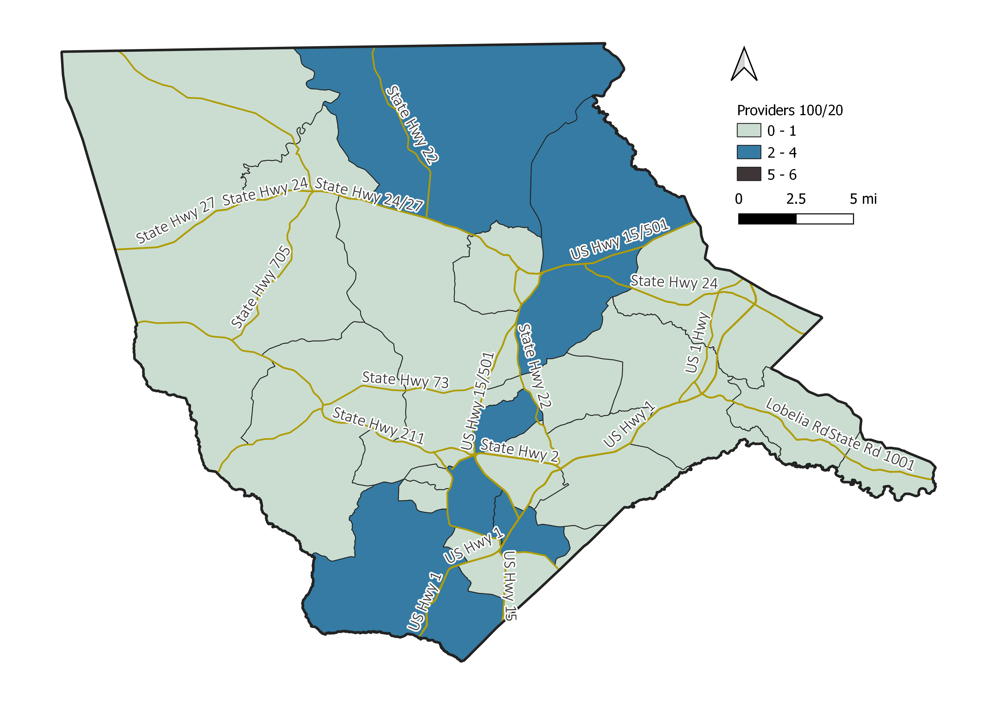 State Hwy 22
Providers 100/20
0 - 1
2 - 4
5 - 6
0 2.5 5 mi
State Hwy 27
State Hwy 24
State Hwy 24/27
US Hwy 15/501
State Hwy 705
State Hwy 24
US 1 Hwy
State Hwy 22
State Hwy 73
US Hwy 15/501
State Hwy 211
US Hwy 1
Lobelia Rd
State Rd 1001
State Hwy 2
US Hwy 1
US Hwy 1
US Hwy 15